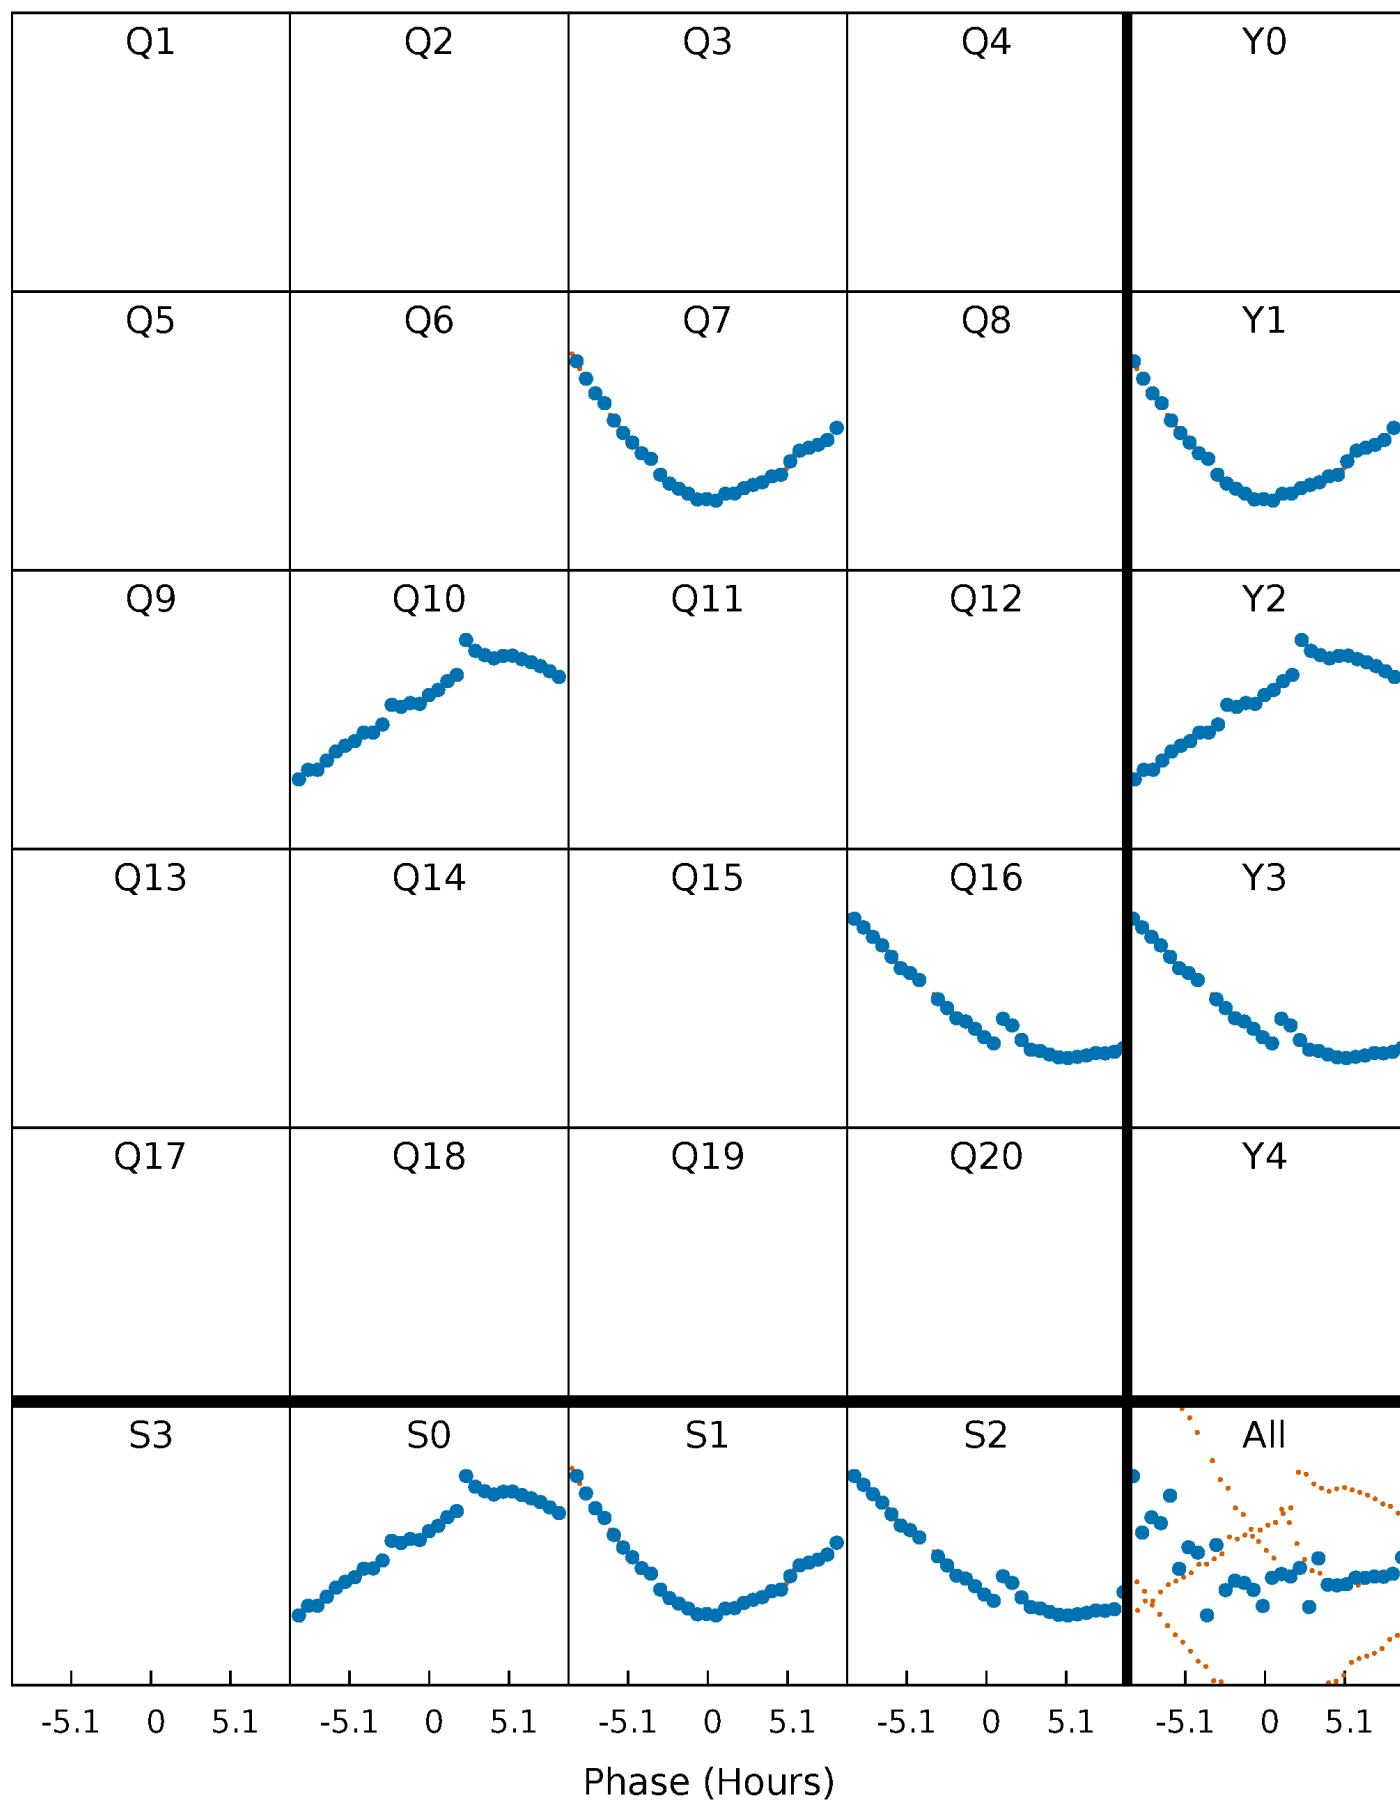 Q1 Q2 Q3 Q4 Y0
Q5 Q6 Q7 Q8 Y1
Q9 Q10 Q11 Q12 Y2
Q13 Q14 Q15 Q16 Y3
Q17 Q18 Q19 Q20 Y4
S3 S0 S1 S2 All
-5.1 0 5.1 -5.1 0 5.1 -5.1 0 5.1 -5.1 0 5.1 -5.1 0 5.1
Phase (Hours)